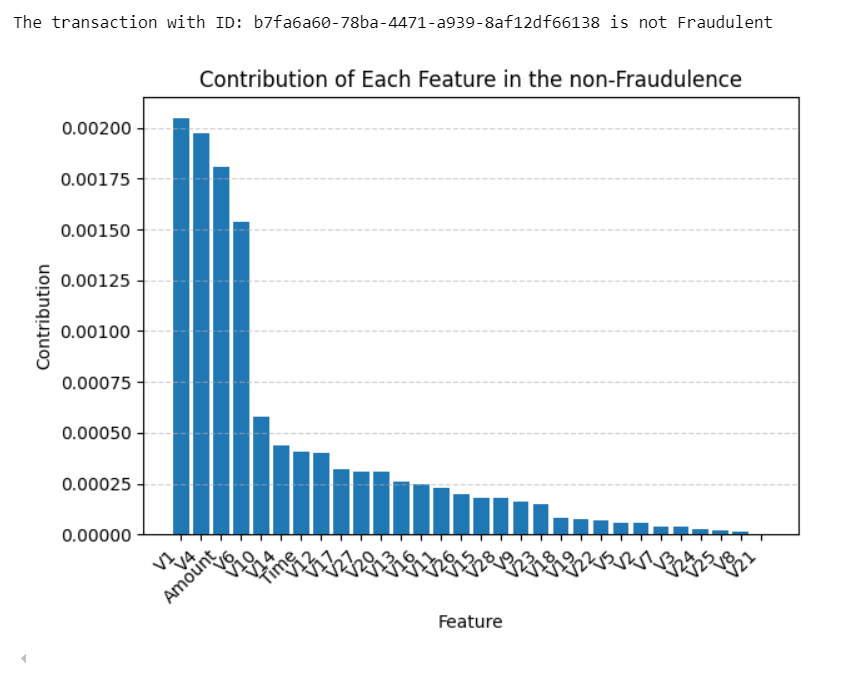 The transaction with ID: b7fa6a60-78ba-4471-a939-8af12df66138 is not Fraudulent
Contribution of Each Feature in the non-Fraudulence
0.00200
0.00175
0.00150
0.00125
0.00100
0.00075
0.00050
0.00025
0.00000
Contribution
V1
V4
Amount
V6
V10
V14
Time
V12
V17
V27
V20
V13
V16
V11
V26
V15
V28
V9
V23
V18
V19
V22
V5
V2
V7
V3
V24
V25
V8
V21
Feature